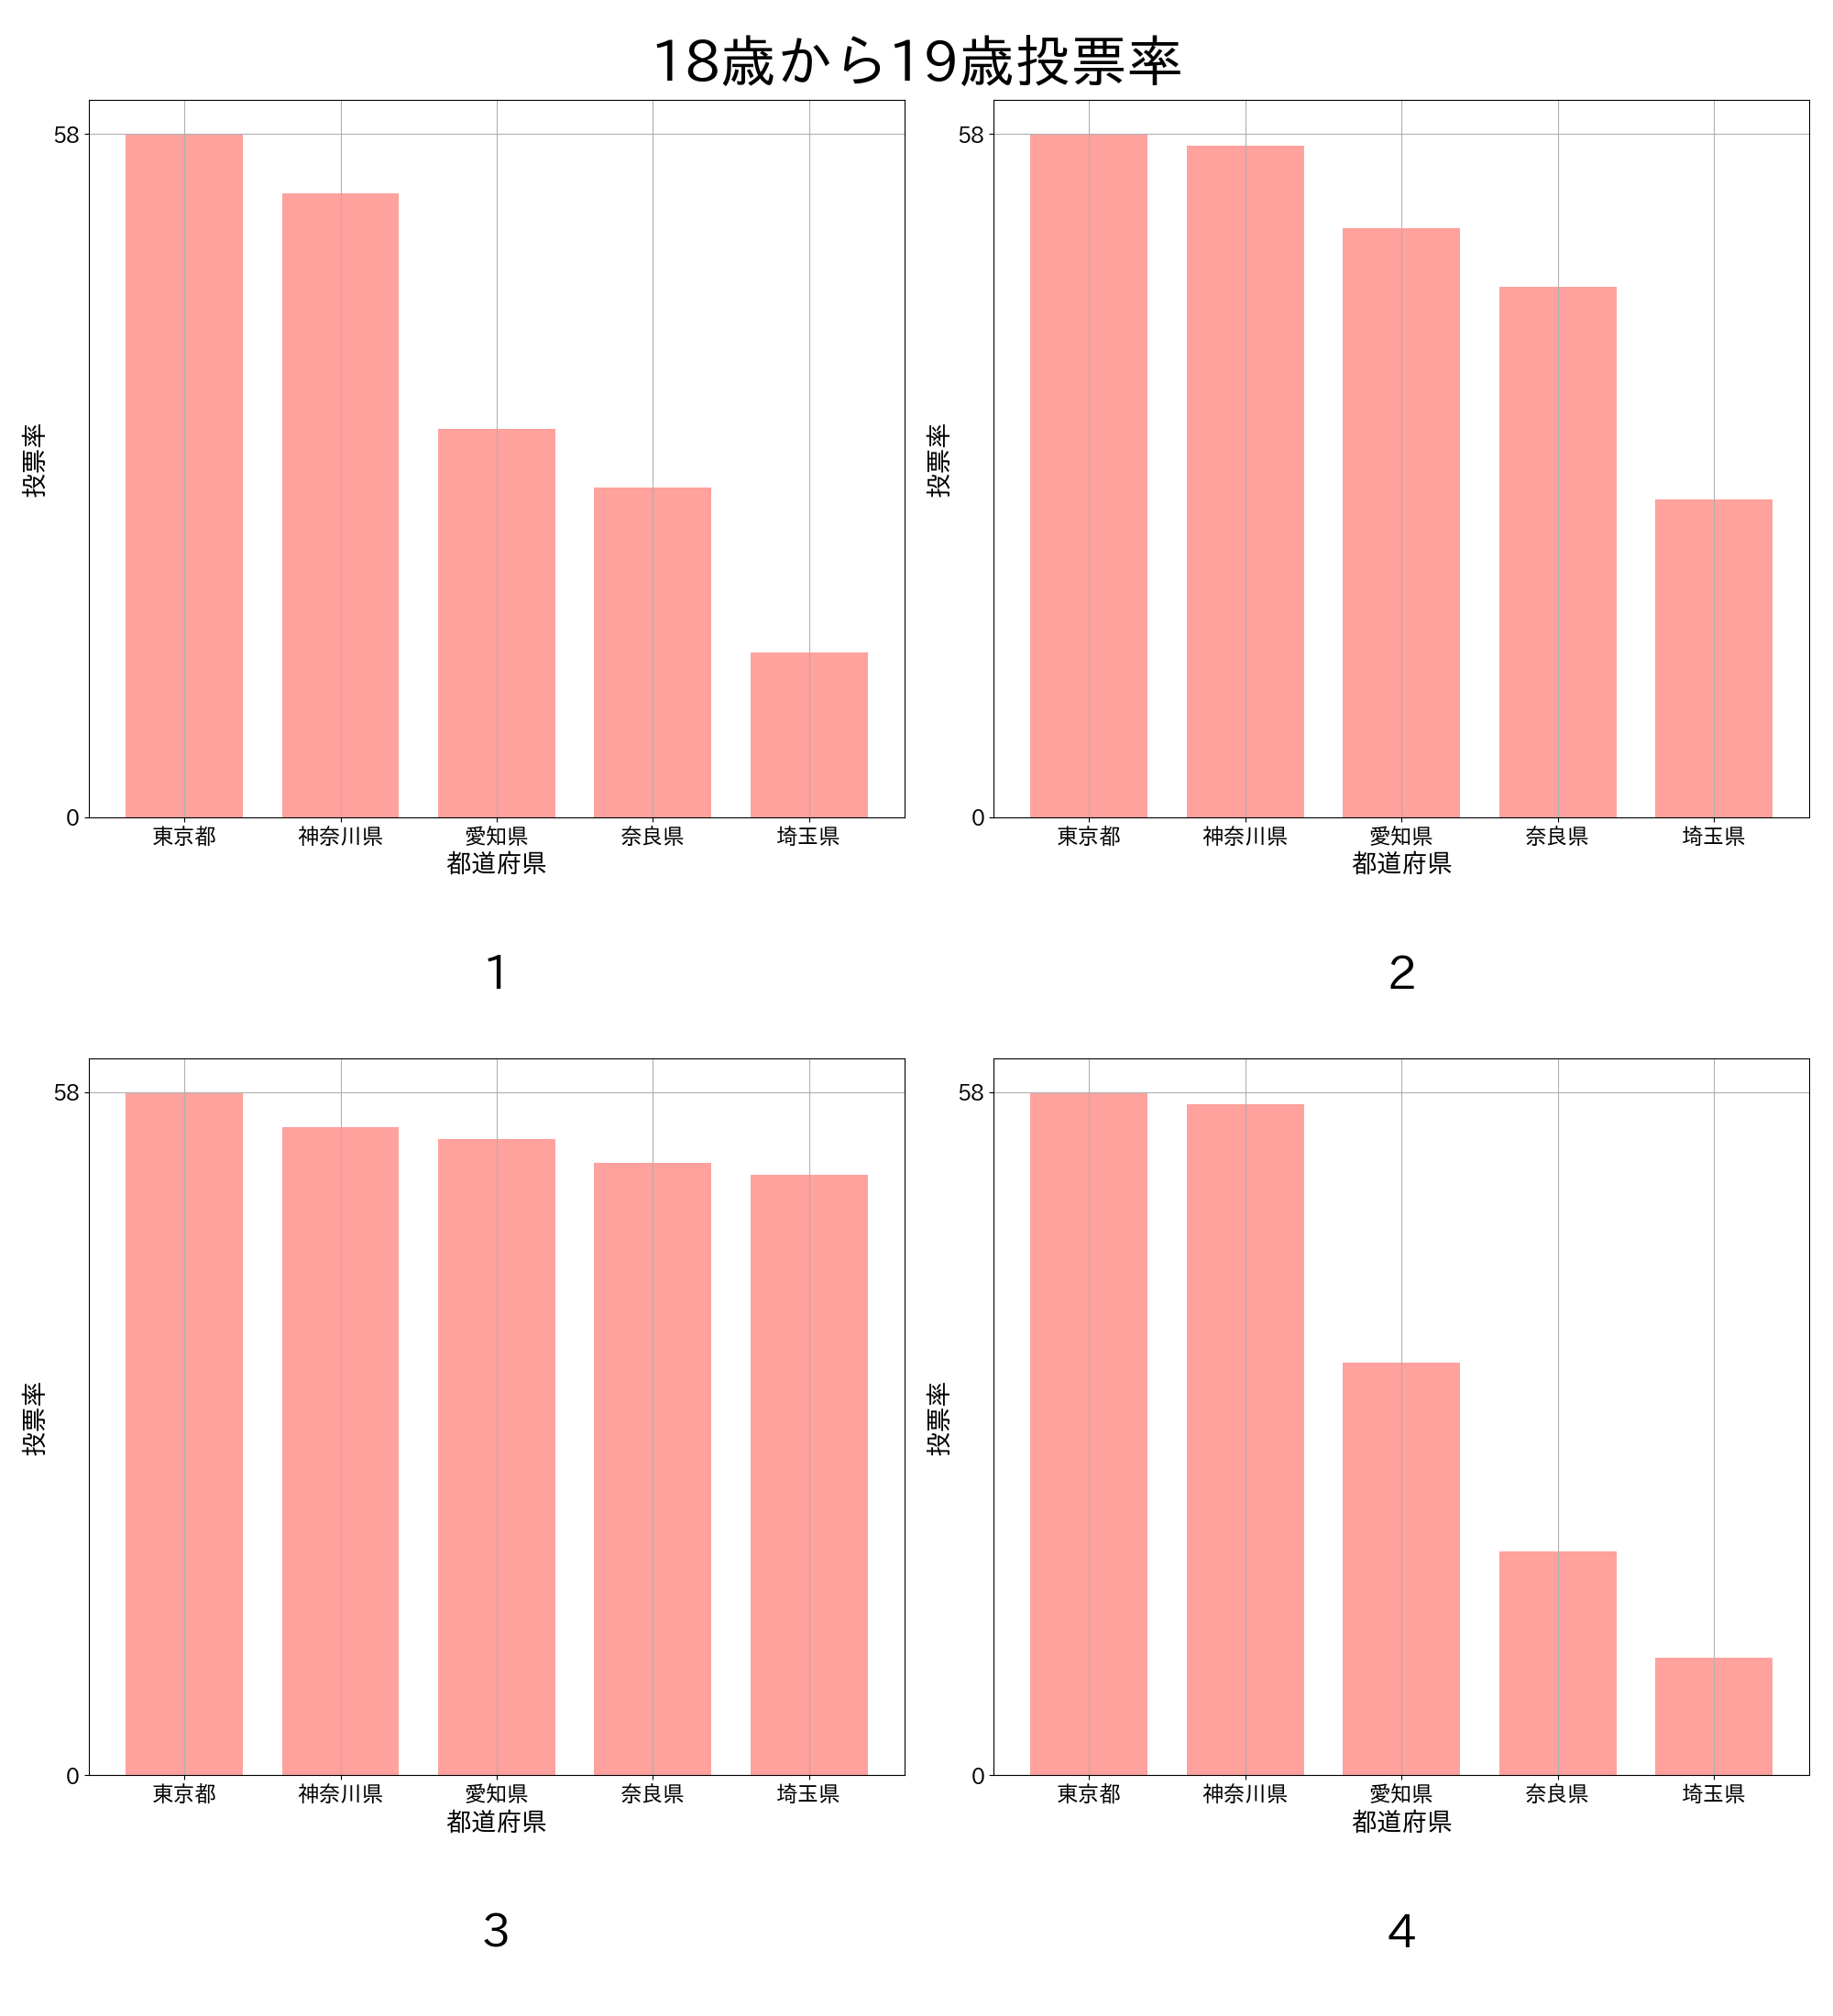 18歳から19歳投票率
58
0
投票率
東京都 神奈川県 愛知県 奈良県 埼玉県
都道府県
1
58
0
投票率
東京都 神奈川県 愛知県 奈良県 埼玉県
都道府県
2
58
0
投票率
東京都 神奈川県 愛知県 奈良県 埼玉県
都道府県
3
58
0
投票率
東京都 神奈川県 愛知県 奈良県 埼玉県
都道府県
4